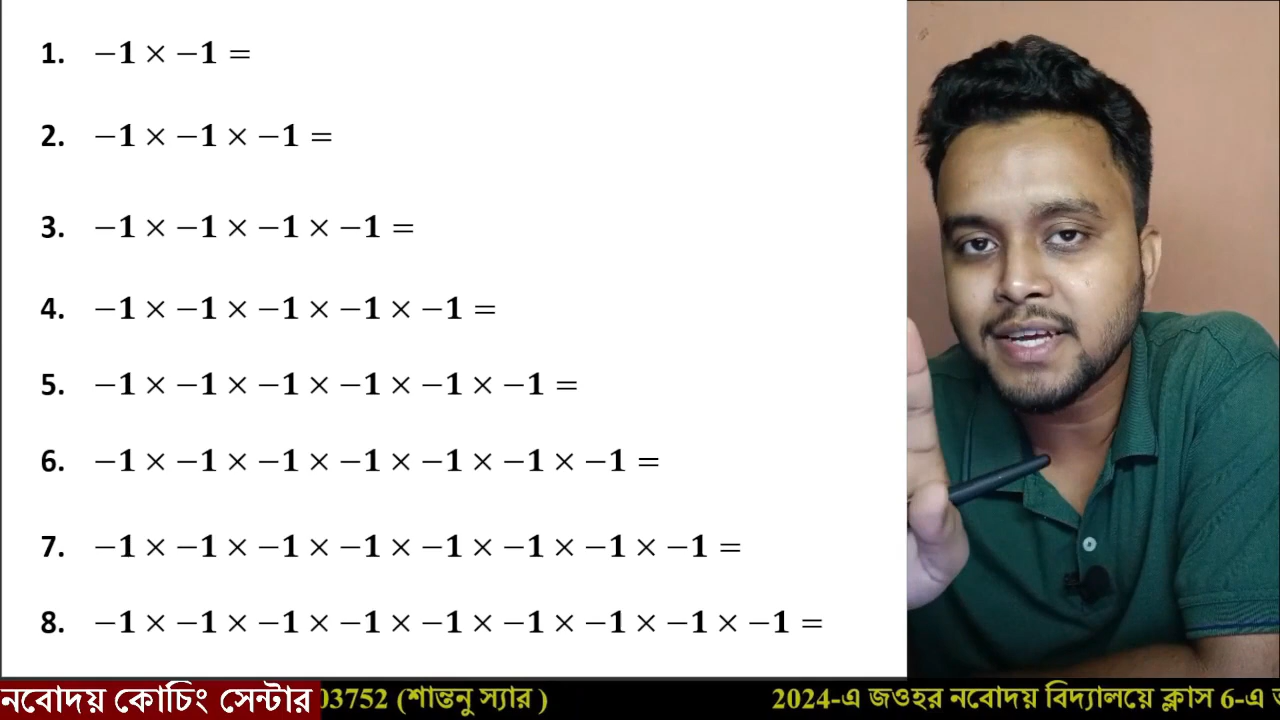 1. −1 × −1 =
2. −1 × −1 × −1 =
3. −1 × −1 × −1 × −1 =
4. −1 × −1 × −1 × −1 × −1 =
5. −1 × −1 × −1 × −1 × −1 × −1 =
6. −1 × −1 × −1 × −1 × −1 × −1 × −1 =
7. −1 × −1 × −1 × −1 × −1 × −1 × −1 × −1 =
8. −1 × −1 × −1 × −1 × −1 × −1 × −1 × −1 × −1 =
নবোদয় কোচিং সেন্টার 03752 (শান্তনু স্যার ) 2024-এ জওহর নবোদয় বিদ্যালয়ে ক্লাস 6-এ